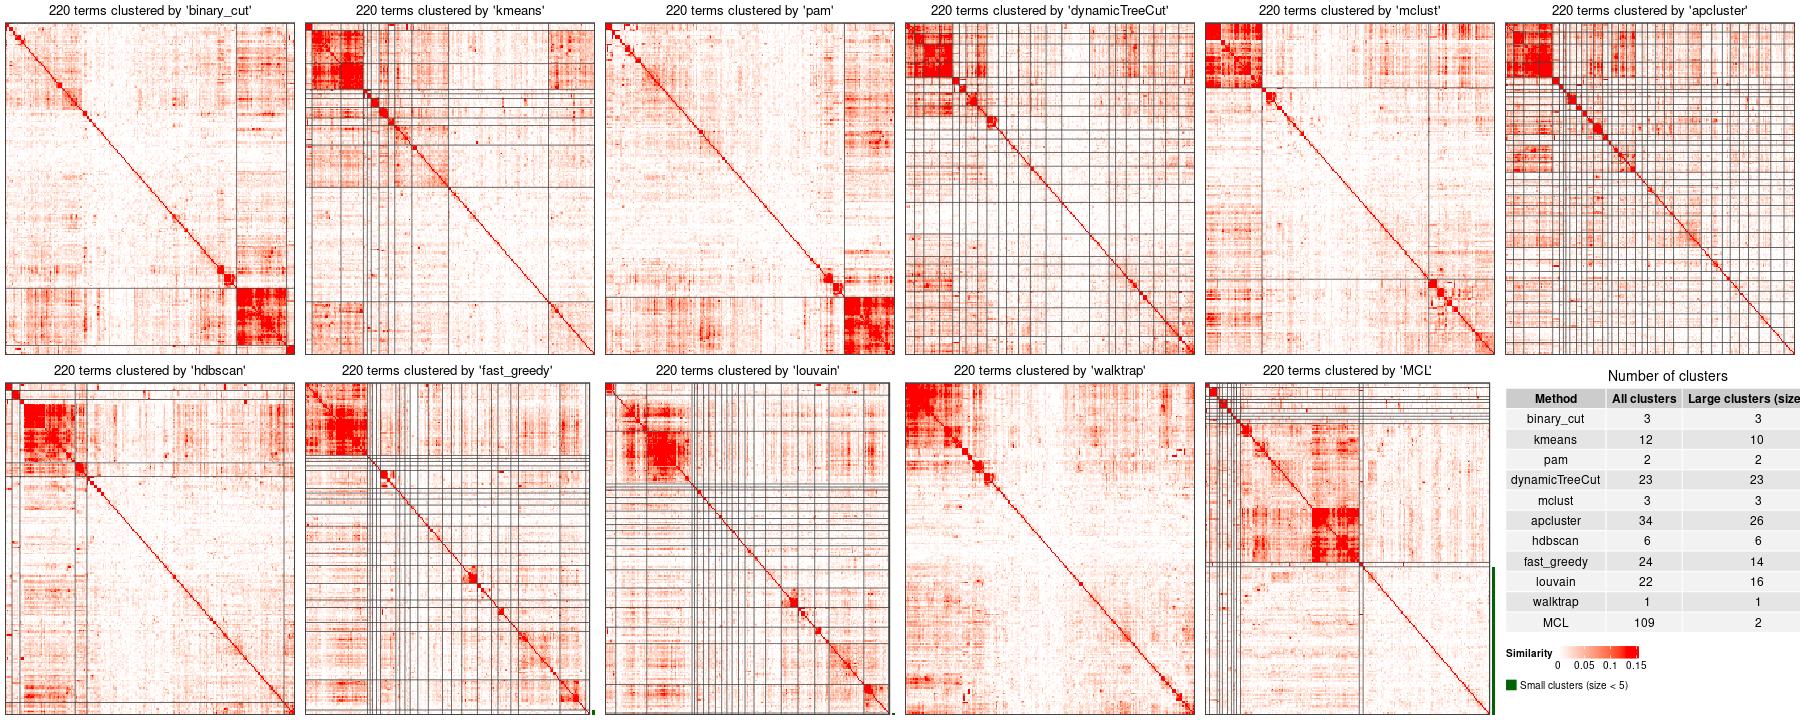 220 terms clustered by 'binary_cut'
220 terms clustered by 'kmeans'
220 terms clustered by 'pam'
220 terms clustered by 'dynamicTreeCut'
220 terms clustered by 'mclust'
220 terms clustered by 'apcluster'
220 terms clustered by 'hdbscan'
220 terms clustered by 'fast_greedy'
220 terms clustered by 'louvain'
220 terms clustered by 'walktrap'
220 terms clustered by 'MCL'
Number of clusters
Method All clusters Large clusters (size
binary_cut 3 3
kmeans 12 10
pam 2 2
dynamicTreeCut 23 23
mclust 3 3
apcluster 34 26
hdbscan 6 6
fast_greedy 24 14
louvain 22 16
walktrap 1 1
MCL 109 2
Similarity
0 0.05 0.1 0.15
Small clusters (size < 5)